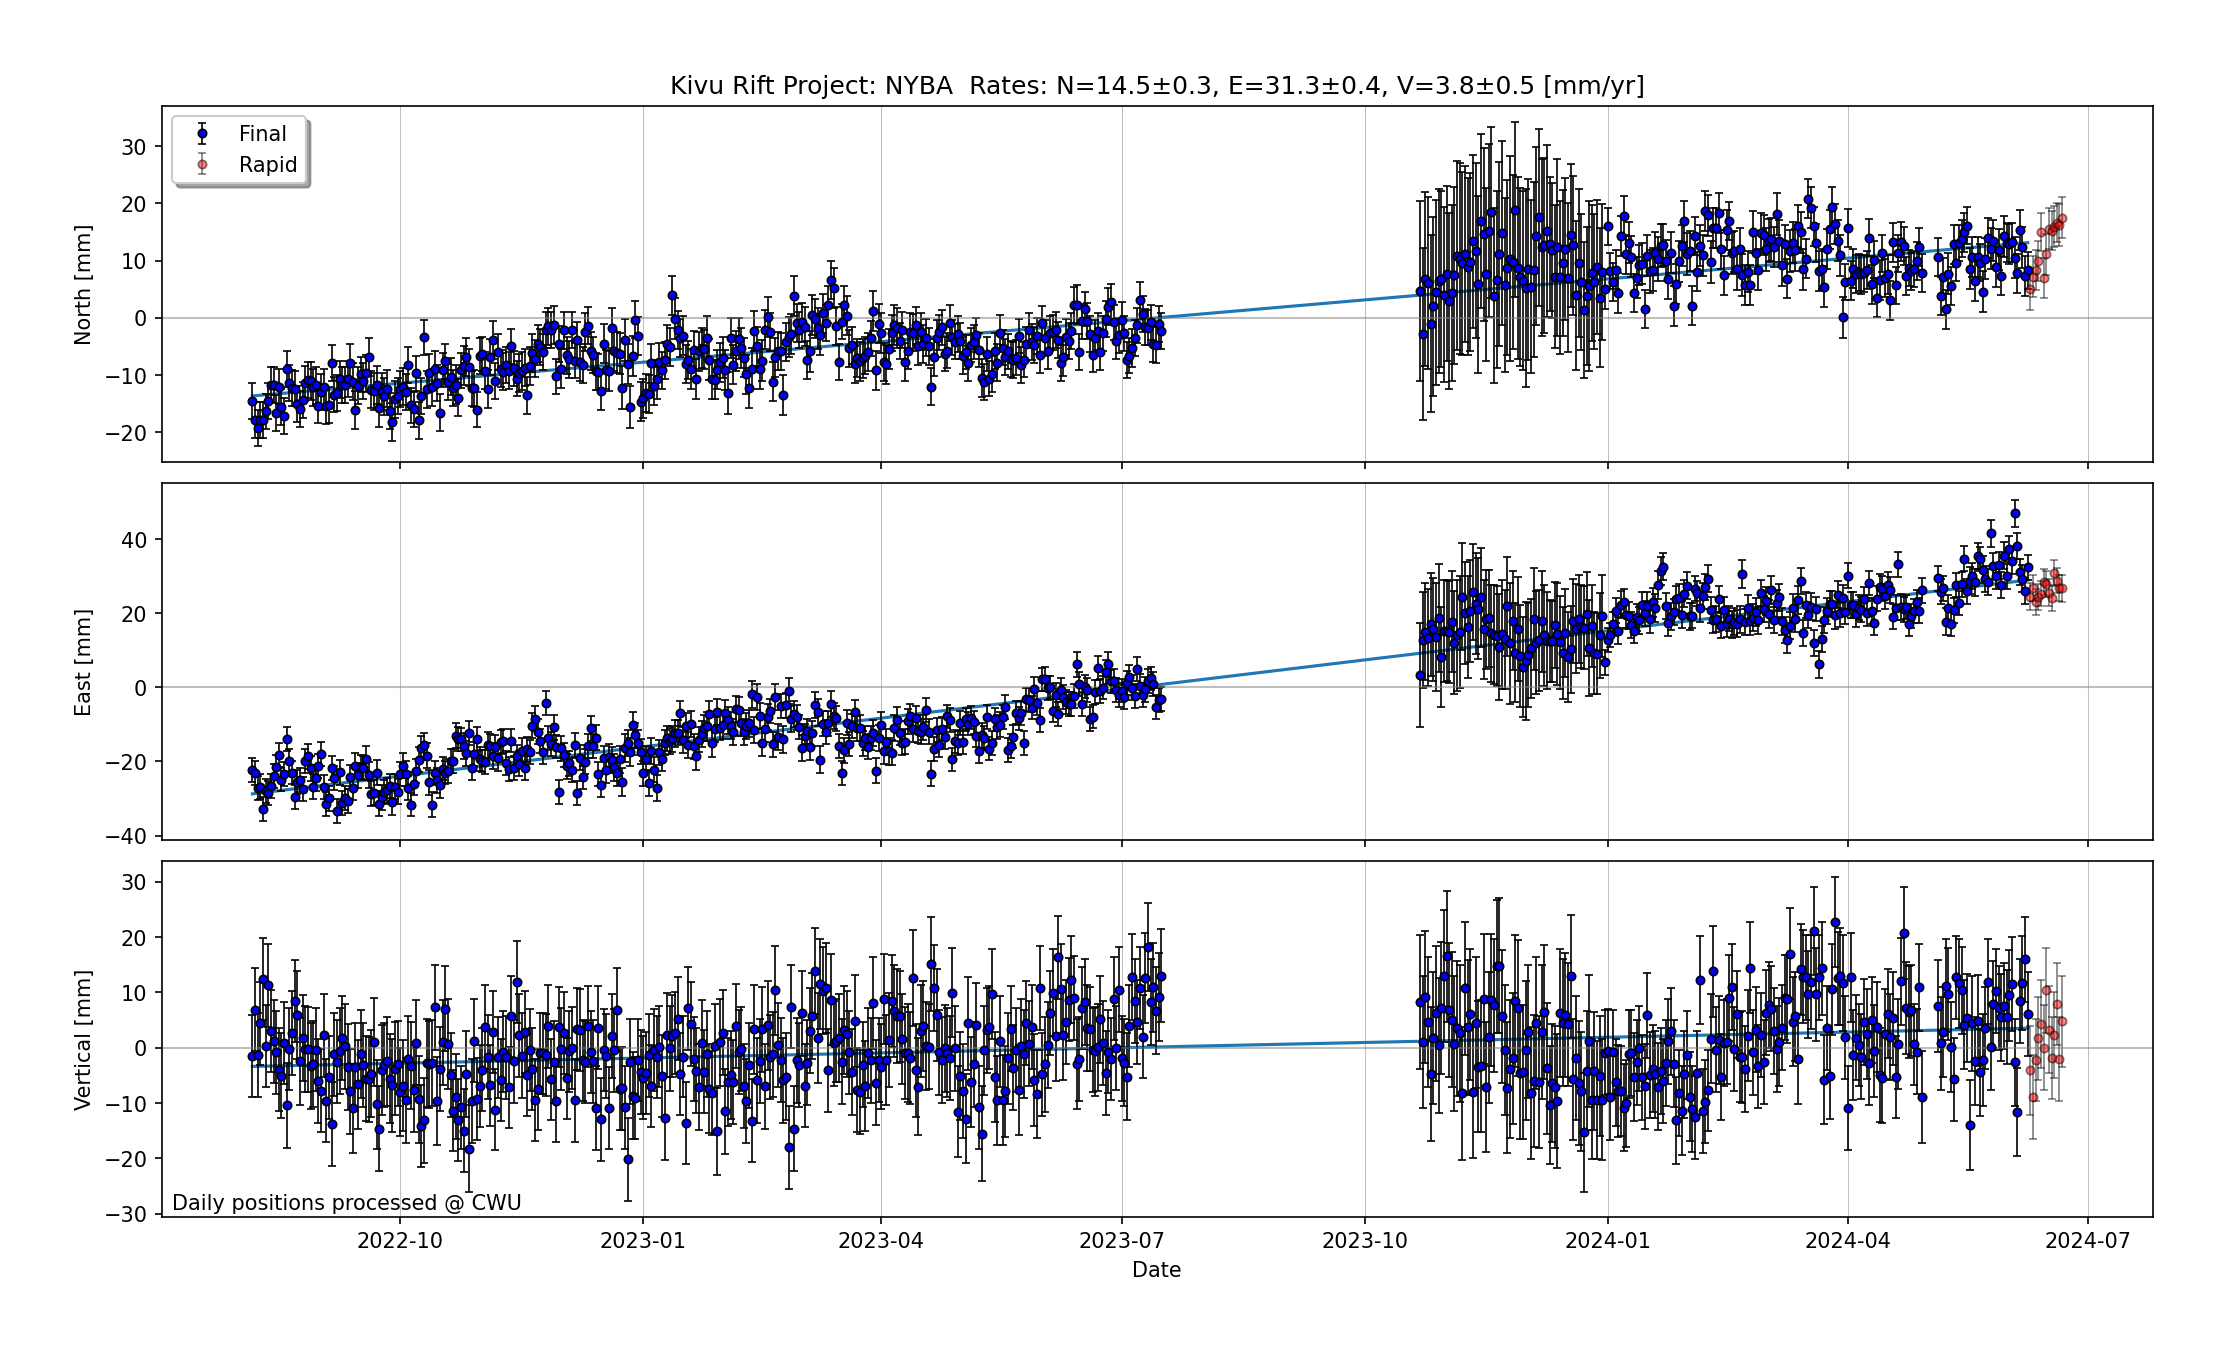 Kivu Rift Project: NYBA  Rates: N=14.5±0.3, E=31.3±0.4, V=3.8±0.5 [mm/yr]
Final
Rapid
North [mm]
30
20
10
0
−10
−20
East [mm]
40
20
0
−20
−40
Vertical [mm]
30
20
10
0
−10
−20
−30
Daily positions processed @ CWU
2022-10 2023-01 2023-04 2023-07 2023-10 2024-01 2024-04 2024-07
Date